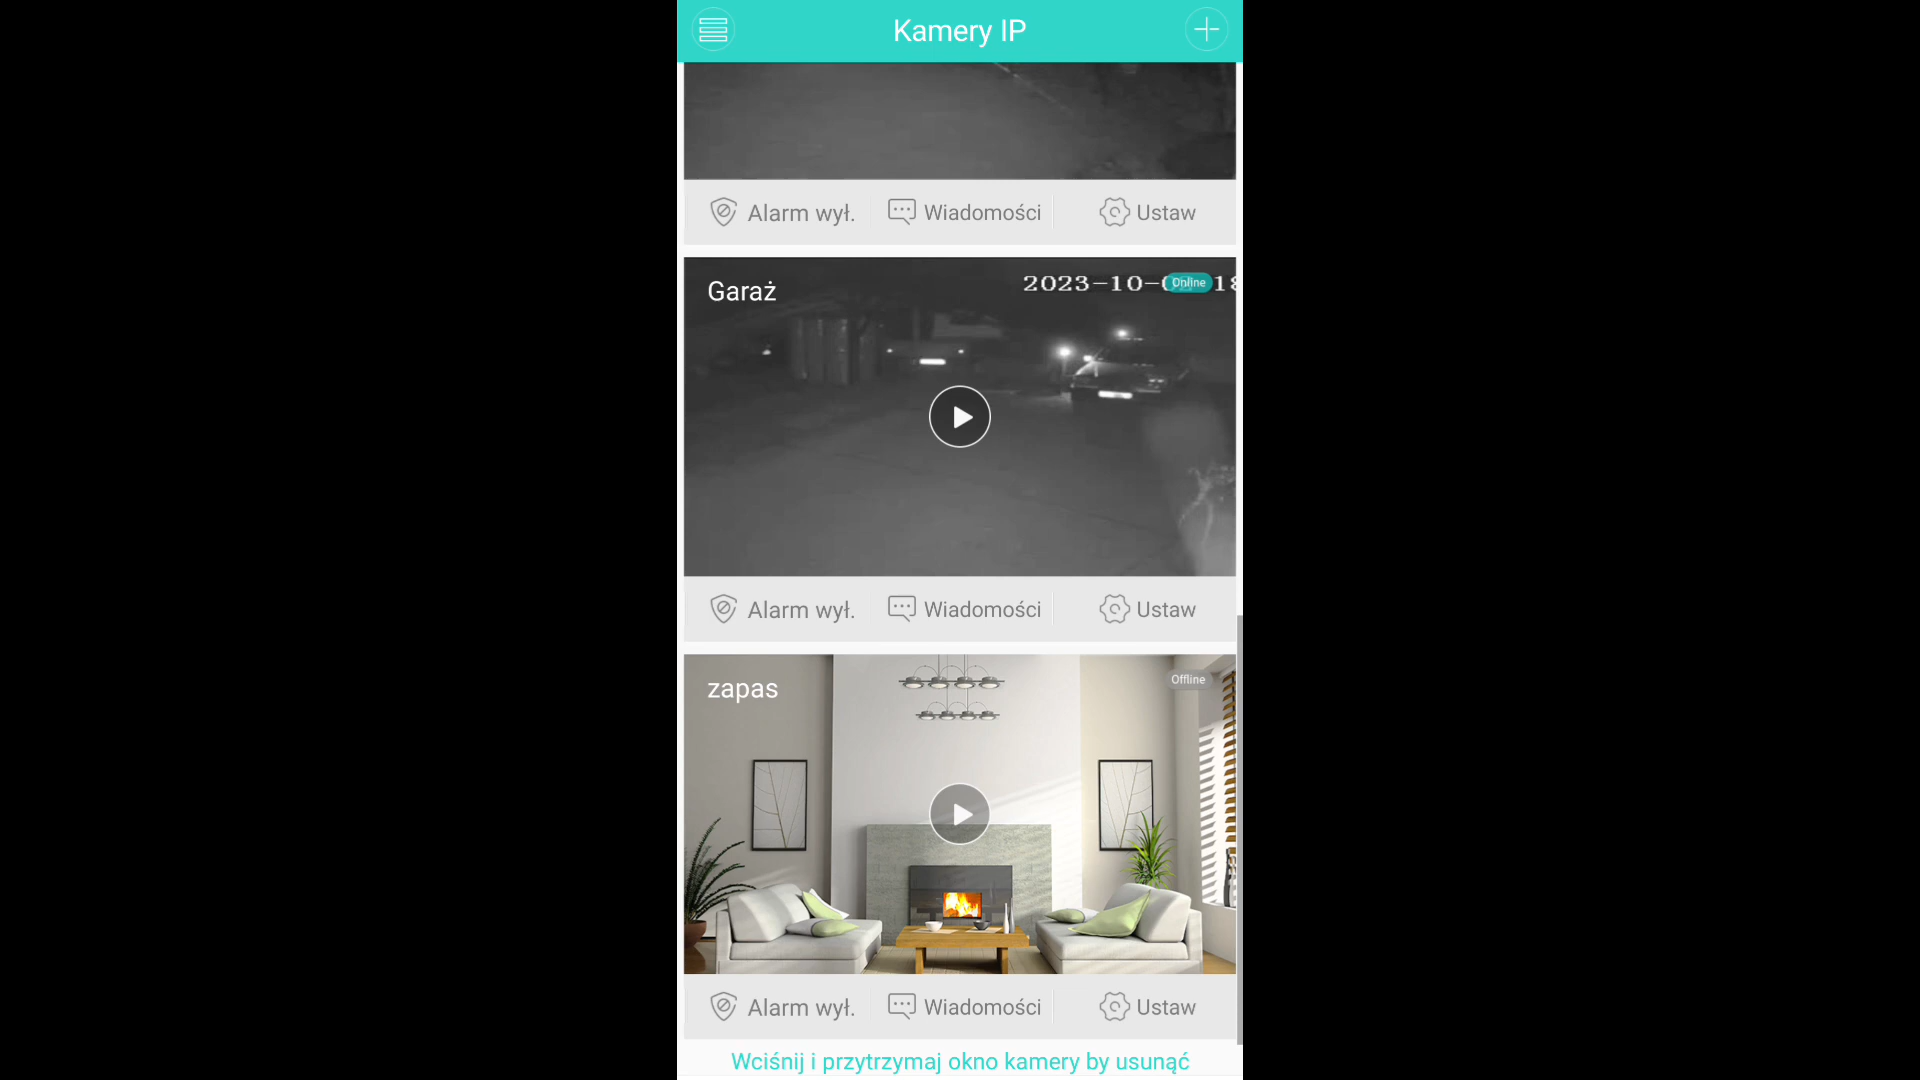 Kamery IP
Alarm wył. Wiadomości Ustaw
Garaż
2023-10-
Online
Alarm wył. Wiadomości Ustaw
zapas
Offline
Alarm wył. Wiadomości Ustaw
Wciśnij i przytrzymaj okno kamery by usunąć